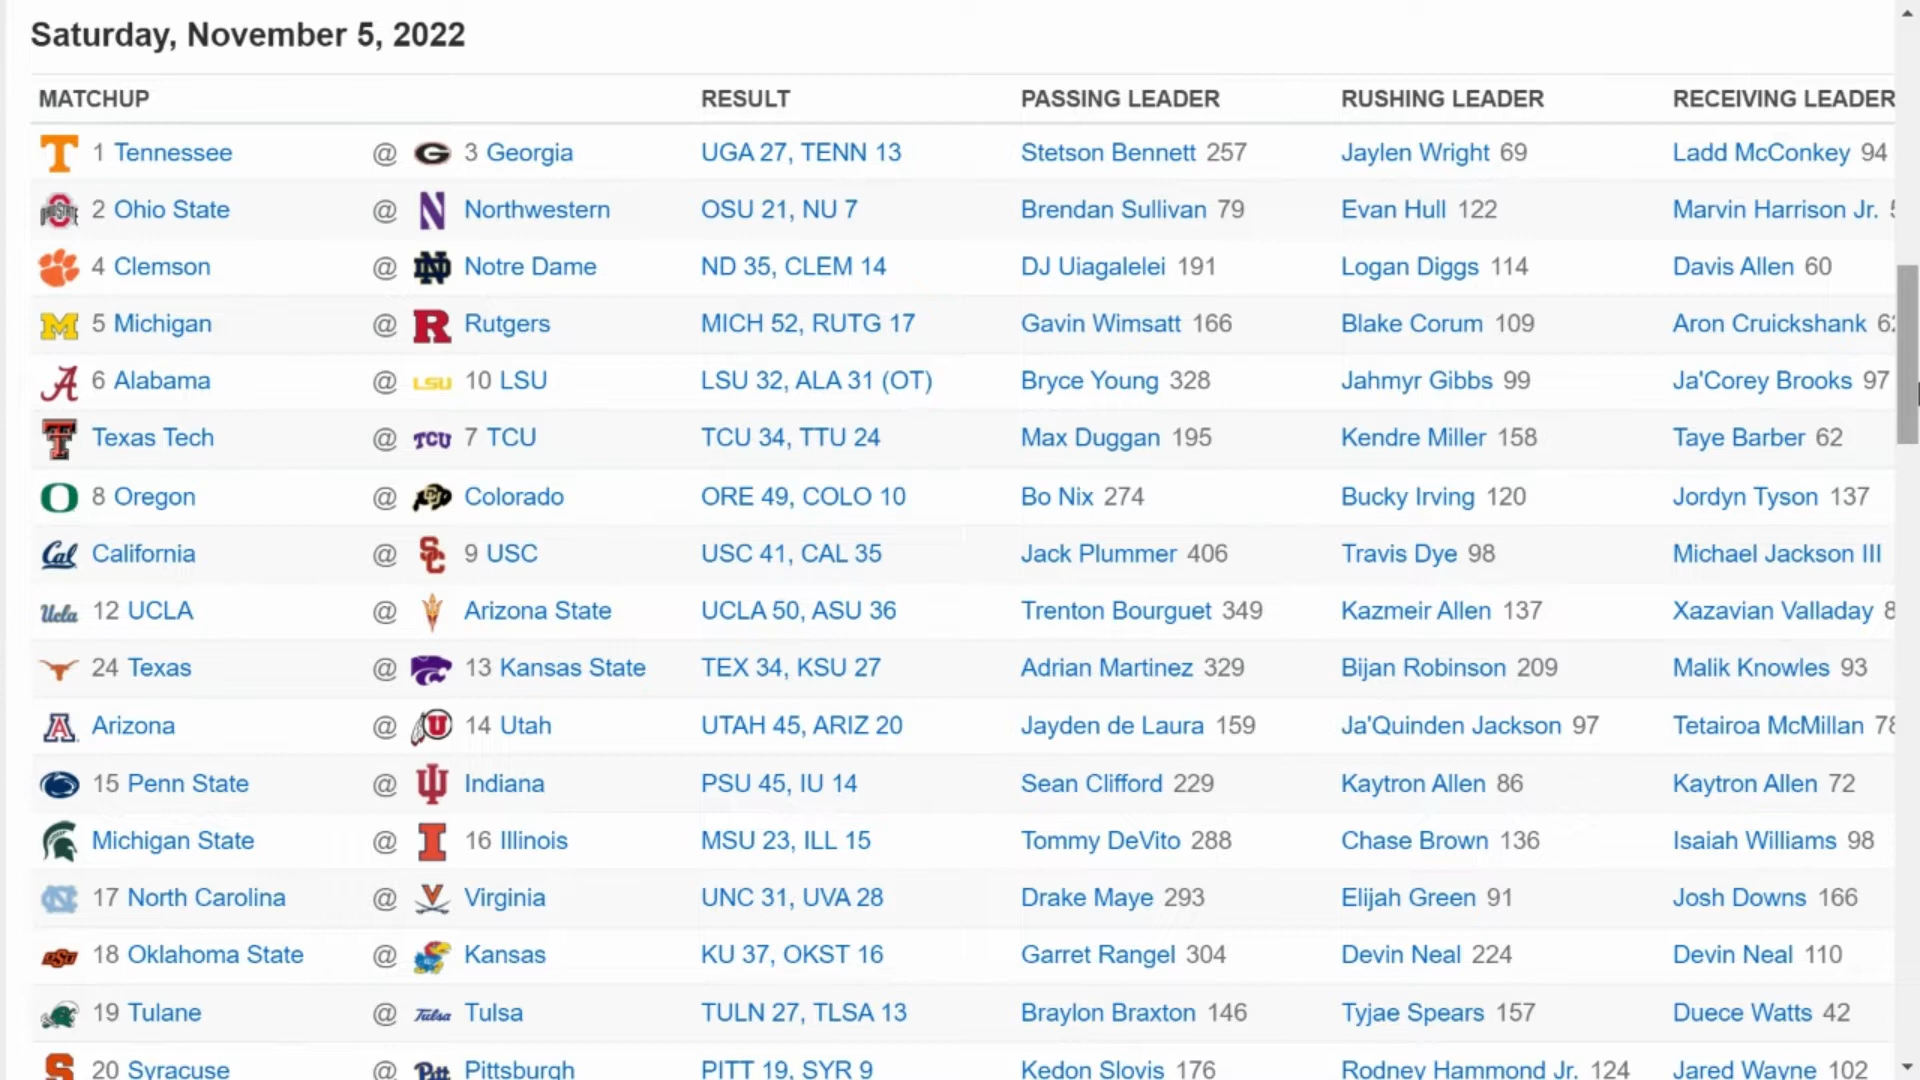 Saturday, November 5, 2022
MATCHUP RESULT PASSING LEADER RUSHING LEADER RECEIVING LEADER
1 Tennessee @ 3 Georgia UGA 27, TENN 13 Stetson Bennett 257 Jaylen Wright 69 Ladd McConkey 94
2 Ohio State @ Northwestern OSU 21, NU 7 Brendan Sullivan 79 Evan Hull 122 Marvin Harrison Jr.
4 Clemson @ Notre Dame ND 35, CLEM 14 DJ Uiagalelei 191 Logan Diggs 114 Davis Allen 60
5 Michigan @ Rutgers MICH 52, RUTG 17 Gavin Wimsatt 166 Blake Corum 109 Aron Cruickshank
6 Alabama @ LSU 10 LSU LSU 32, ALA 31 (OT) Bryce Young 328 Jahmyr Gibbs 99 Ja'Corey Brooks 97
Texas Tech @ TCU 7 TCU TCU 34, TTU 24 Max Duggan 195 Kendre Miller 158 Taye Barber 62
8 Oregon @ Colorado ORE 49, COLO 10 Bo Nix 274 Bucky Irving 120 Jordyn Tyson 137
Cal California @ 9 USC USC 41, CAL 35 Jack Plummer 406 Travis Dye 98 Michael Jackson III
Ucla 12 UCLA @ Arizona State UCLA 50, ASU 36 Trenton Bourguet 349 Kazmeir Allen 137 Xazavian Valladay
24 Texas @ 13 Kansas State TEX 34, KSU 27 Adrian Martinez 329 Bijan Robinson 209 Malik Knowles 93
Arizona @ 14 Utah UTAH 45, ARIZ 20 Jayden de Laura 159 Ja'Quinden Jackson 97 Tetairoa McMillan 78
15 Penn State @ Indiana PSU 45, IU 14 Sean Clifford 229 Kaytron Allen 86 Kaytron Allen 72
Michigan State @ 16 Illinois MSU 23, ILL 15 Tommy DeVito 288 Chase Brown 136 Isaiah Williams 98
17 North Carolina @ Virginia UNC 31, UVA 28 Drake Maye 293 Elijah Green 91 Josh Downs 166
18 Oklahoma State @ Kansas KU 37, OKST 16 Garret Rangel 304 Devin Neal 224 Devin Neal 110
19 Tulane @ Tulsa Tulsa TULN 27, TLSA 13 Braylon Braxton 146 Tyjae Spears 157 Duece Watts 42
20 Syracuse @ Pitt Pittsburgh PITT 19, SYR 9 Kedon Slovis 176 Rodney Hammond Jr. 124 Jared Wayne 102